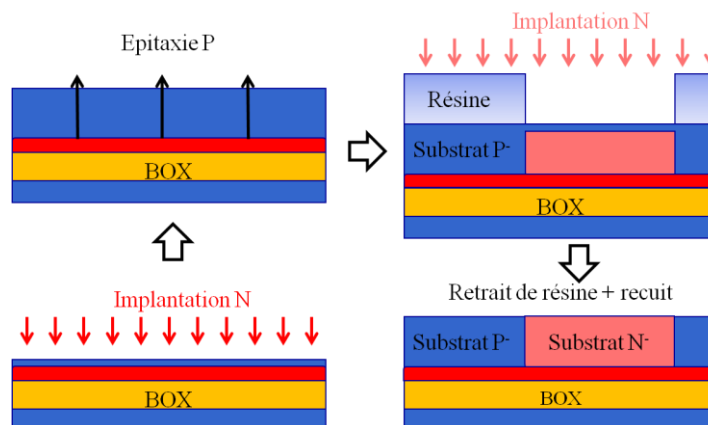 Epitaxie P
BOX
Implantation N
Résine
Substrat P-
BOX
Implantation N
BOX
Retrait de résine + recuit
Substrat P- Substrat N-
BOX